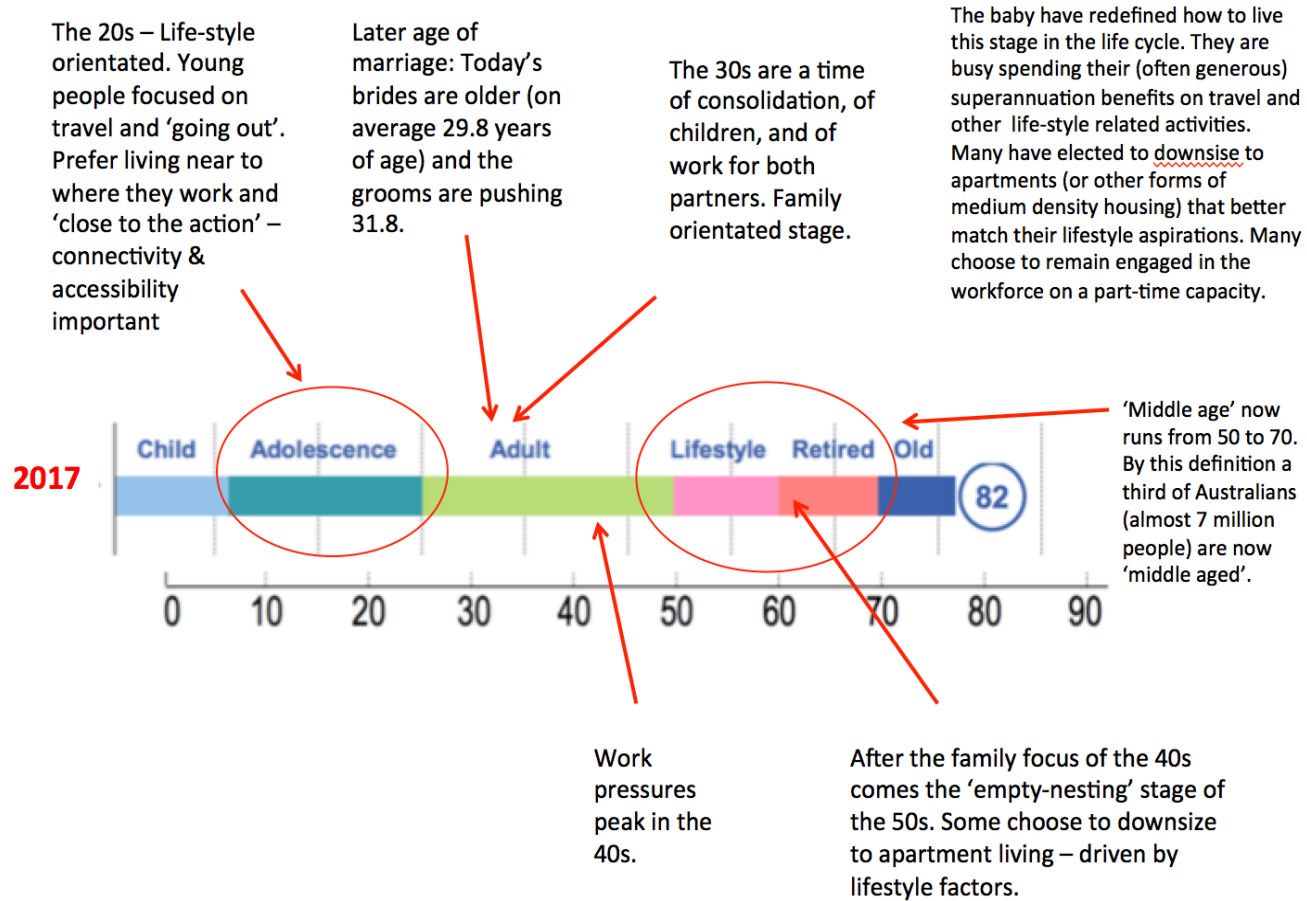 The 20s – Life-style
orientated. Young
people focused on
travel and ‘going out’.
Prefer living near to
where they work and
‘close to the action’ –
connectivity &
accessibility
important
Later age of
marriage: Today’s
brides are older (on
average 29.8 years
of age) and the
grooms are pushing
31.8.
The 30s are a time
of consolidation, of
children, and of
work for both
partners. Family
orientated stage.
The baby have redefined how to live
this stage in the life cycle. They are
busy spending their (often generous)
superannuation benefits on travel and
other life-style related activities.
Many have elected to downsise to
apartments (or other forms of
medium density housing) that better
match their lifestyle aspirations. Many
choose to remain engaged in the
workforce on a part-time capacity.
‘Middle age’ now
runs from 50 to 70.
By this definition a
third of Australians
(almost 7 million
people) are now
‘middle aged’.
Child Adolescence Adult Lifestyle Retired Old
2017
82
0 10 20 30 40 50 60 70 80 90
Work
pressures
peak in the
40s.
After the family focus of the 40s
comes the ‘empty-nesting’ stage of
the 50s. Some choose to downsize
to apartment living – driven by
lifestyle factors.